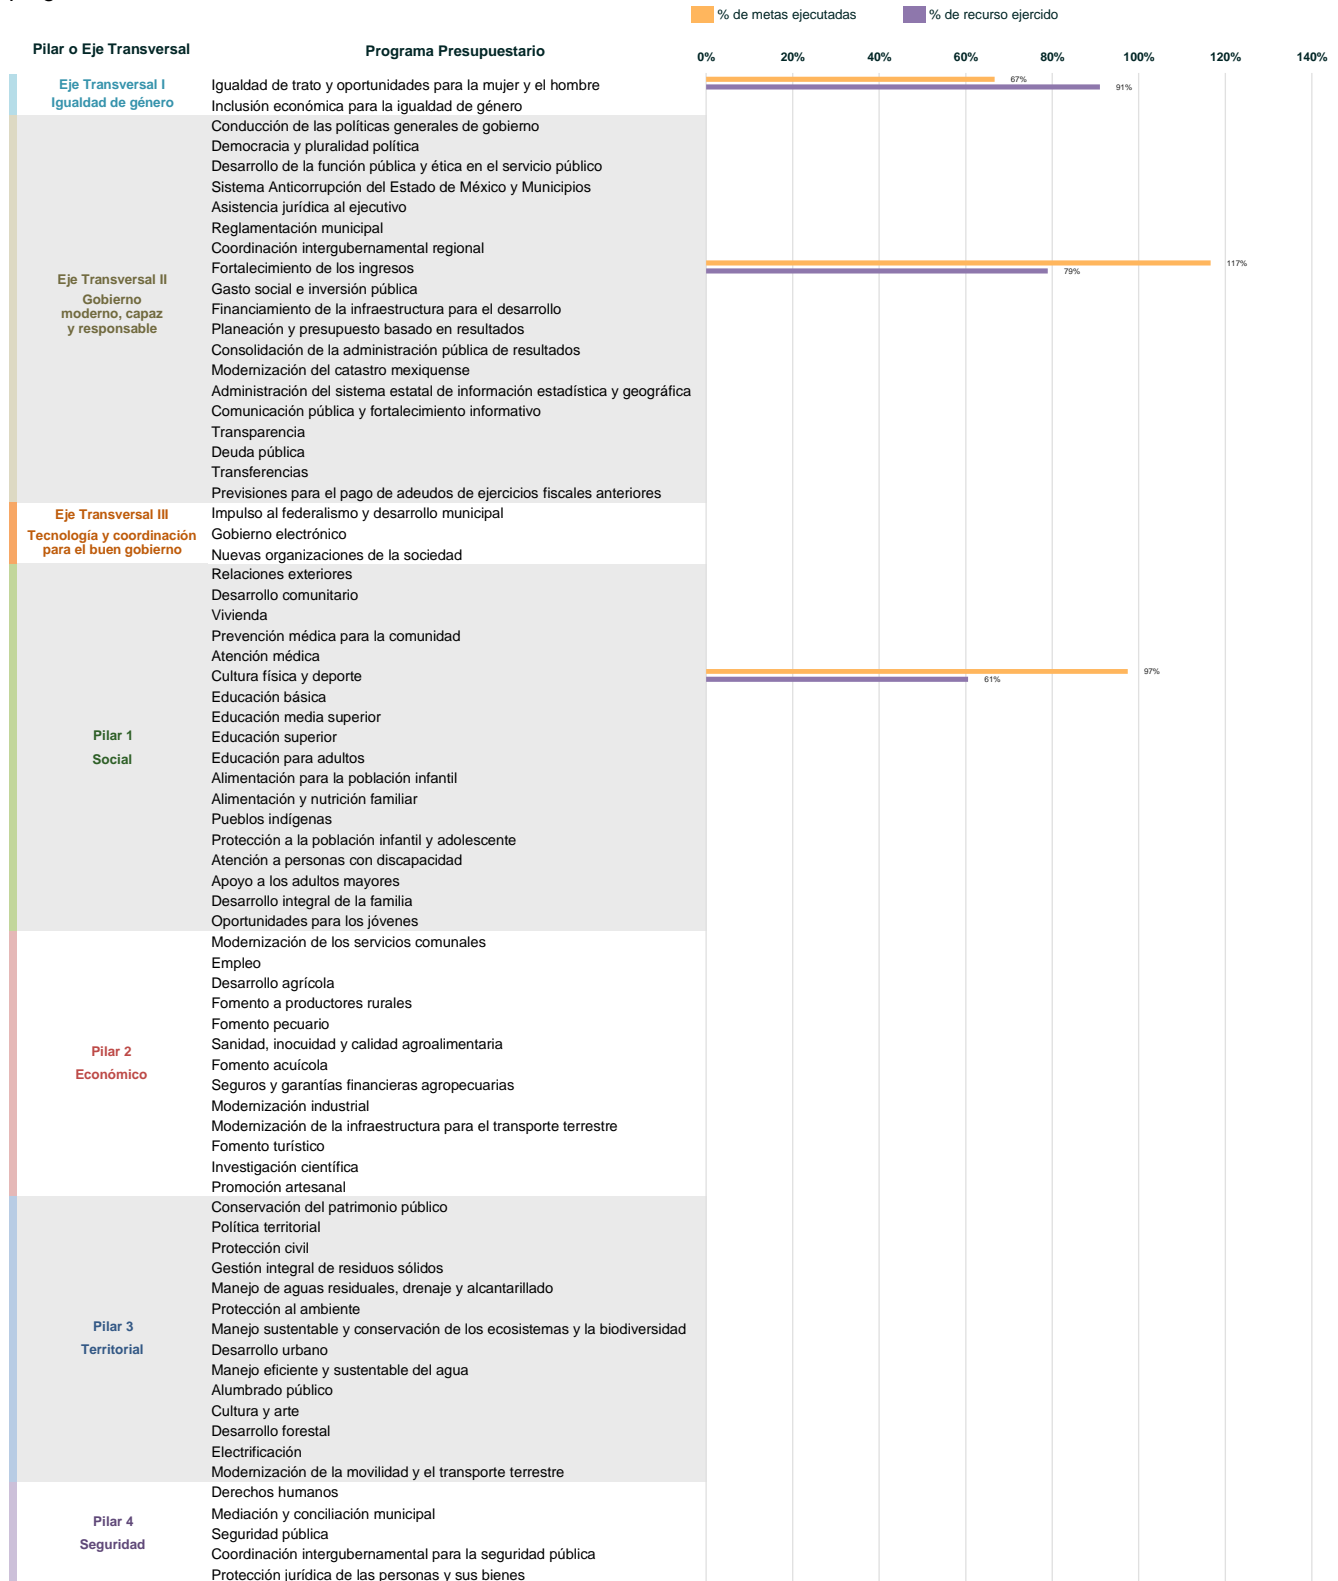 % de metas ejecutadas
% de recurso ejercido
Pilar o Eje Transversal
Programa Presupuestario
0%
20%
40%
60%
80%
100%
120%
140%
Eje Transversal I
Igualdad de género
Igualdad de trato y oportunidades para la mujer y el hombre
67%
91%
Inclusión económica para la igualdad de género
Eje Transversal II
Gobierno
moderno, capaz
y responsable
Conducción de las políticas generales de gobierno
Democracia y pluralidad política
Desarrollo de la función pública y ética en el servicio público
Sistema Anticorrupción del Estado de México y Municipios
Asistencia jurídica al ejecutivo
Reglamentación municipal
Coordinación intergubernamental regional
Fortalecimiento de los ingresos
117%
79%
Gasto social e inversión pública
Financiamiento de la infraestructura para el desarrollo
Planeación y presupuesto basado en resultados
Consolidación de la administración pública de resultados
Modernización del catastro mexiquense
Administración del sistema estatal de información estadística y geográfica
Comunicación pública y fortalecimiento informativo
Transparencia
Deuda pública
Transferencias
Previsiones para el pago de adeudos de ejercicios fiscales anteriores
Eje Transversal III
Tecnología y coordinación
para el buen gobierno
Impulso al federalismo y desarrollo municipal
Gobierno electrónico
Nuevas organizaciones de la sociedad
Pilar 1
Social
Relaciones exteriores
Desarrollo comunitario
Vivienda
Prevención médica para la comunidad
Atención médica
Cultura física y deporte
97%
61%
Educación básica
Educación media superior
Educación superior
Educación para adultos
Alimentación para la población infantil
Alimentación y nutrición familiar
Pueblos indígenas
Protección a la población infantil y adolescente
Atención a personas con discapacidad
Apoyo a los adultos mayores
Desarrollo integral de la familia
Oportunidades para los jóvenes
Pilar 2
Económico
Modernización de los servicios comunales
Empleo
Desarrollo agrícola
Fomento a productores rurales
Fomento pecuario
Sanidad, inocuidad y calidad agroalimentaria
Fomento acuícola
Seguros y garantías financieras agropecuarias
Modernización industrial
Modernización de la infraestructura para el transporte terrestre
Fomento turístico
Investigación científica
Promoción artesanal
Pilar 3
Territorial
Conservación del patrimonio público
Política territorial
Protección civil
Gestión integral de residuos sólidos
Manejo de aguas residuales, drenaje y alcantarillado
Protección al ambiente
Manejo sustentable y conservación de los ecosistemas y la biodiversidad
Desarrollo urbano
Manejo eficiente y sustentable del agua
Alumbrado público
Cultura y arte
Desarrollo forestal
Electrificación
Modernización de la movilidad y el transporte terrestre
Pilar 4
Seguridad
Derechos humanos
Mediación y conciliación municipal
Seguridad pública
Coordinación intergubernamental para la seguridad pública
Protección jurídica de las personas y sus bienes